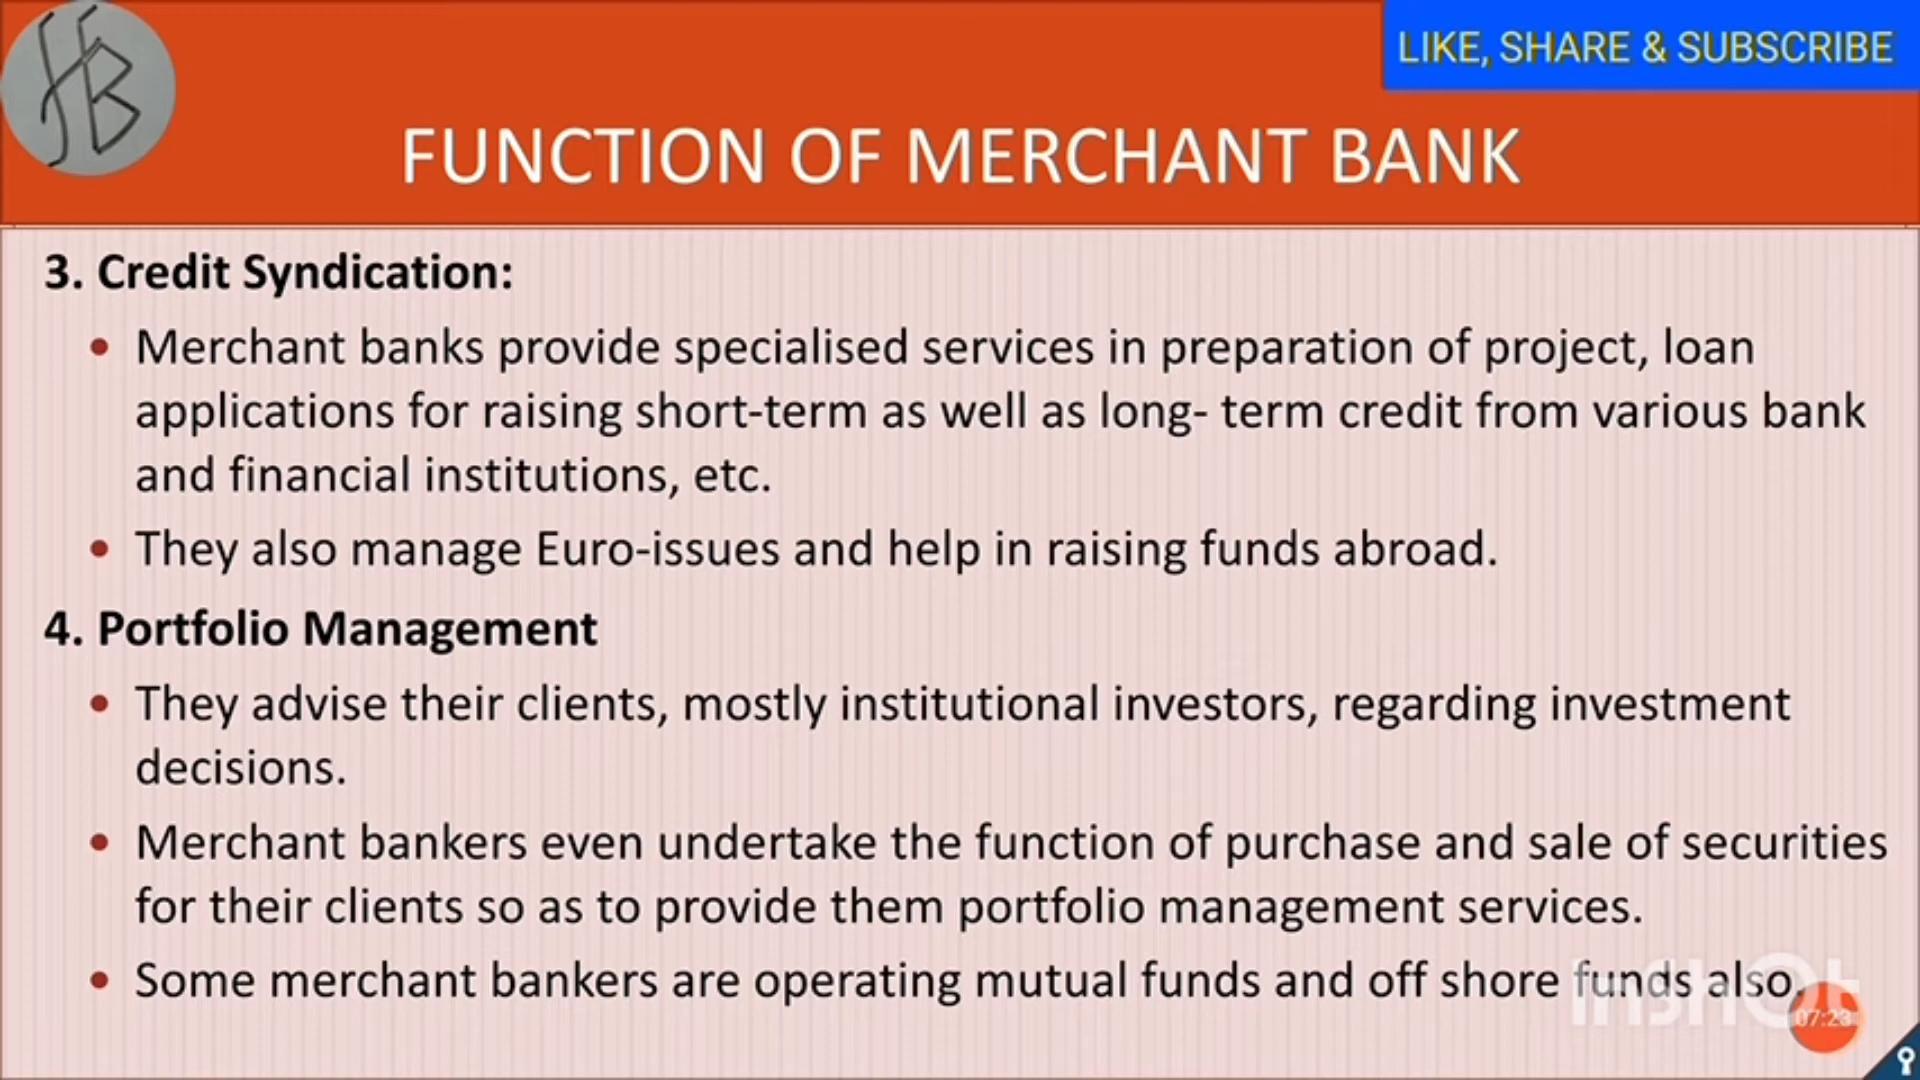 LIKE, SHARE & SUBSCRIBE
FUNCTION OF MERCHANT BANK
3. Credit Syndication:
• Merchant banks provide specialised services in preparation of project, loan
applications for raising short-term as well as long- term credit from various bank
and financial institutions, etc.
• They also manage Euro-issues and help in raising funds abroad.
4. Portfolio Management
• They advise their clients, mostly institutional investors, regarding investment
decisions.
• Merchant bankers even undertake the function of purchase and sale of securities
for their clients so as to provide them portfolio management services.
• Some merchant bankers are operating mutual funds and off shore funds also.
InShOt
07:23